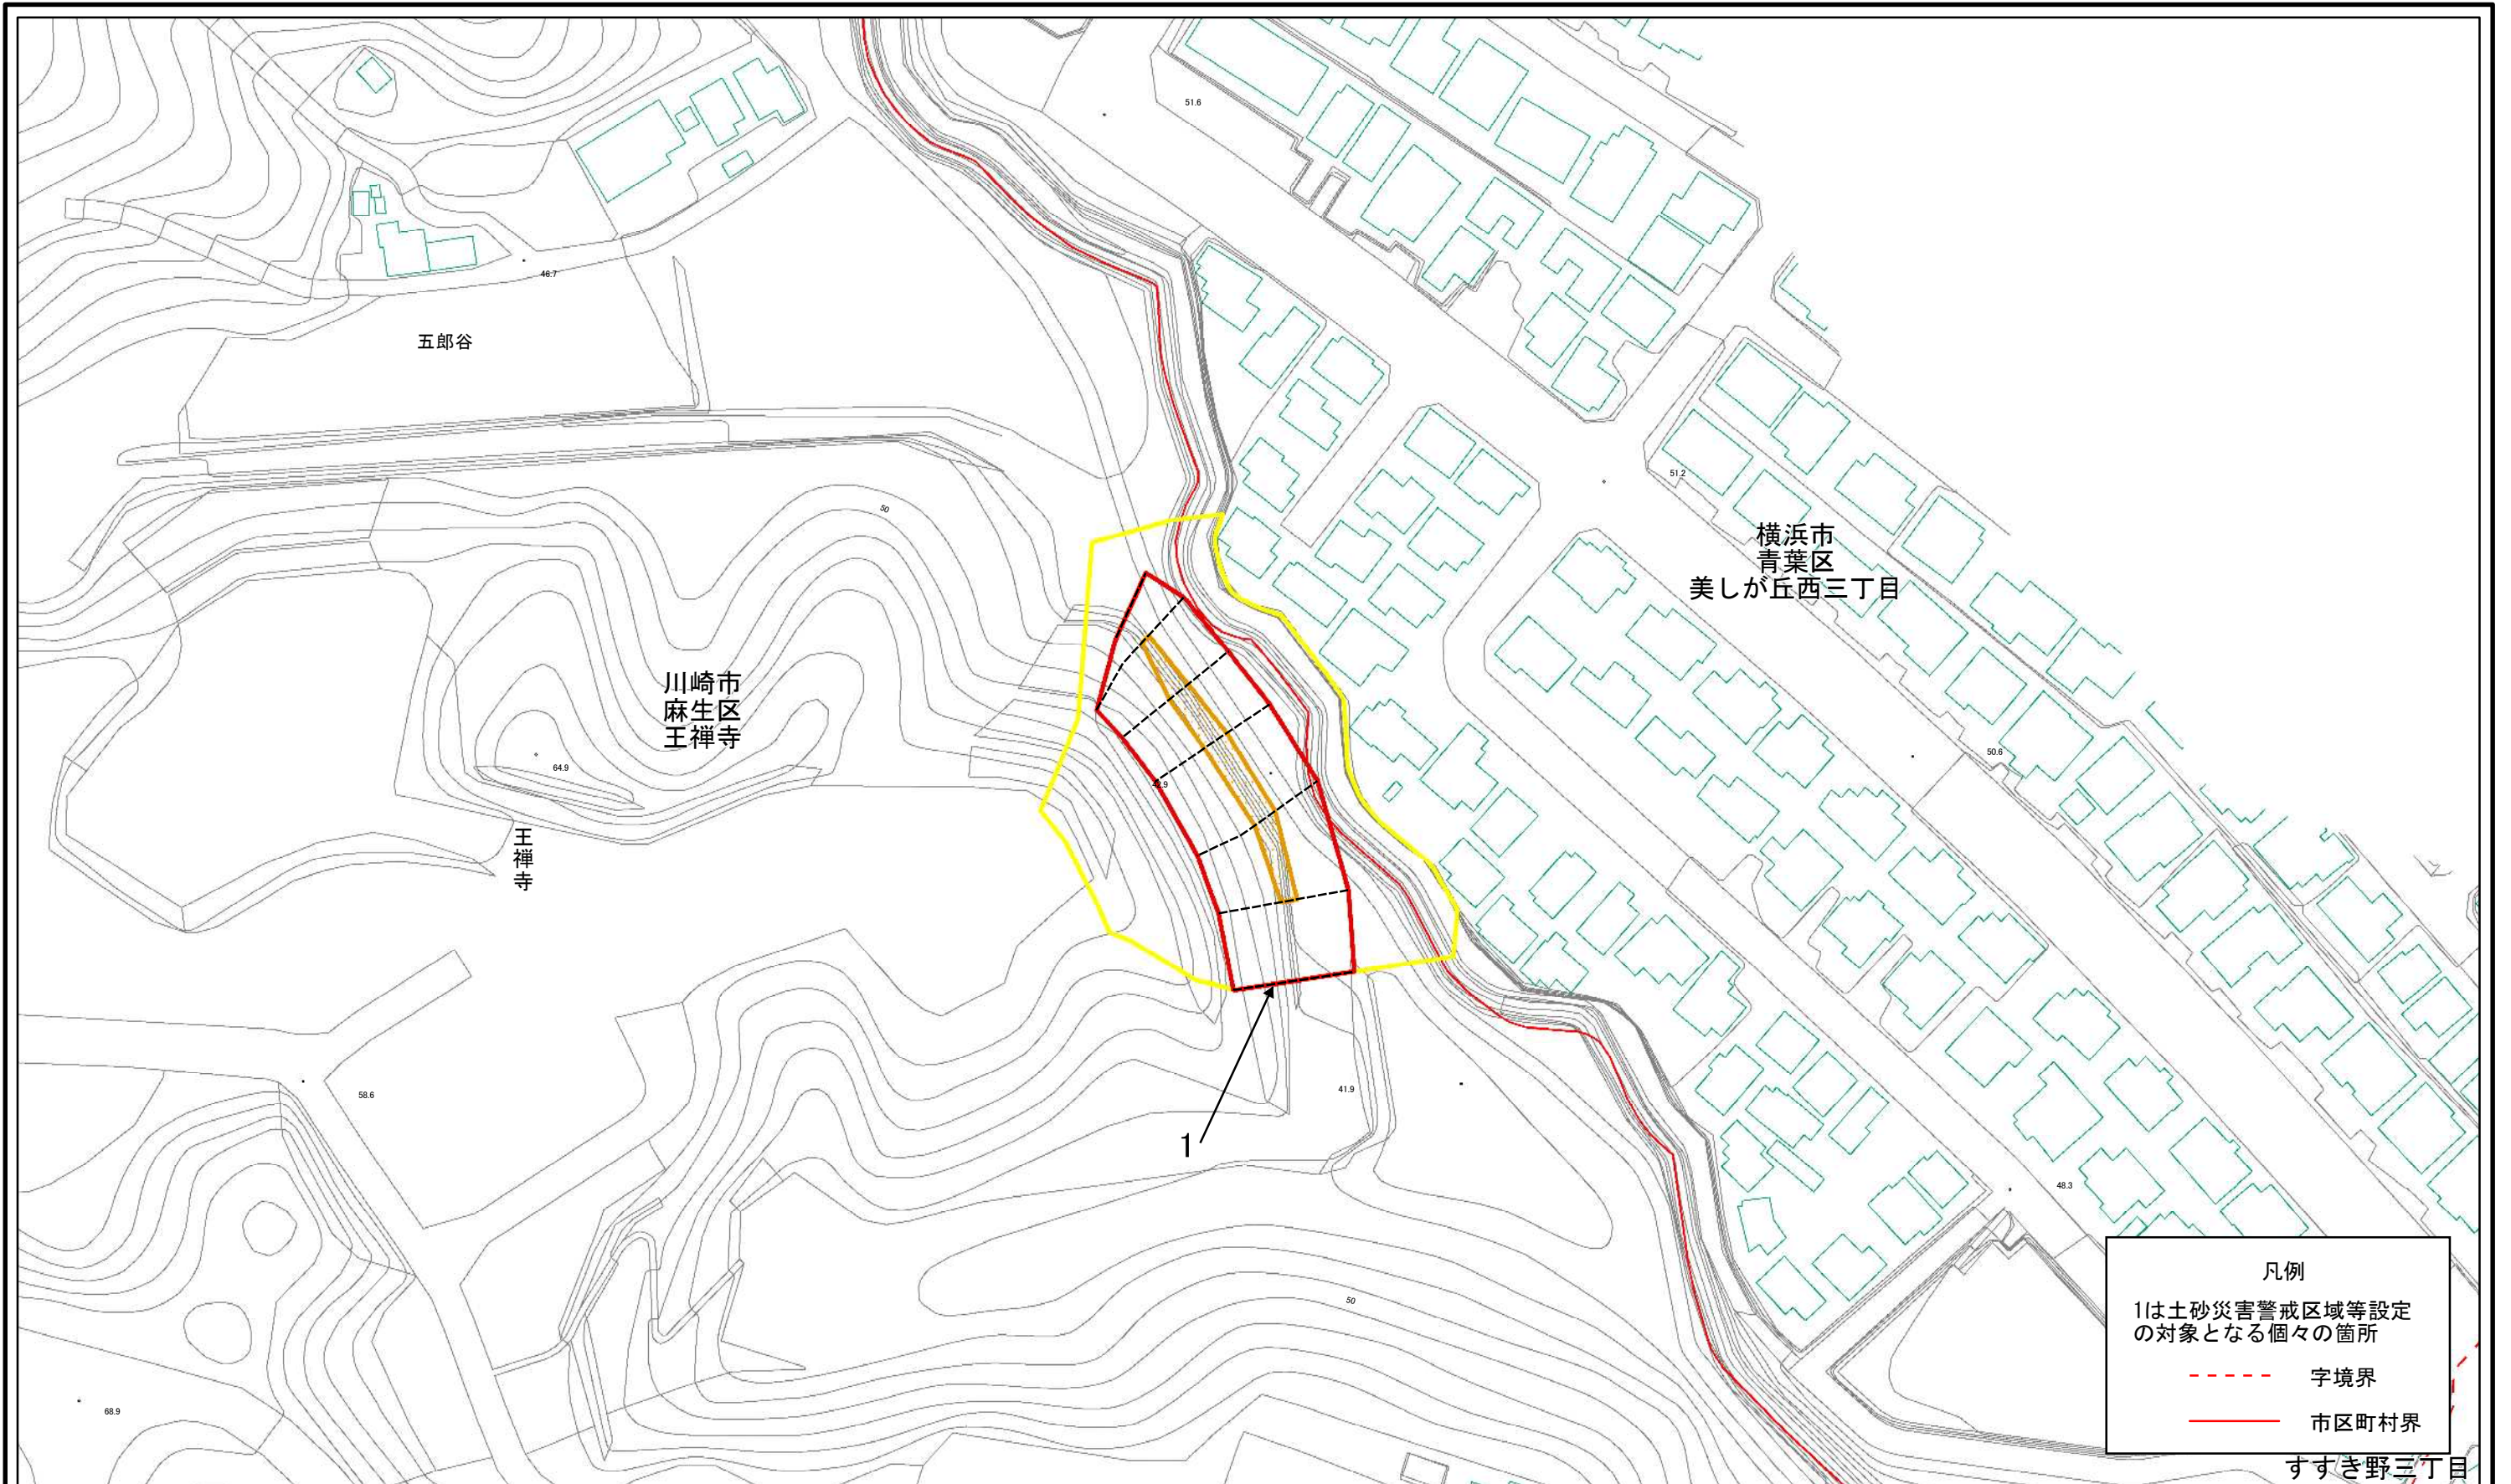 51.6
46.7
五郎谷
50
51.2
横浜市
青葉区
美しが丘西三丁目
川崎市
麻生区
王禅寺
64.9
42.9
50.6
王禅寺
58.6
41.9
1
48.3
50
68.9
凡例
1は土砂災害警戒区域等設定
の対象となる個々の箇所
字境界
市区町村界
すすき野三丁目